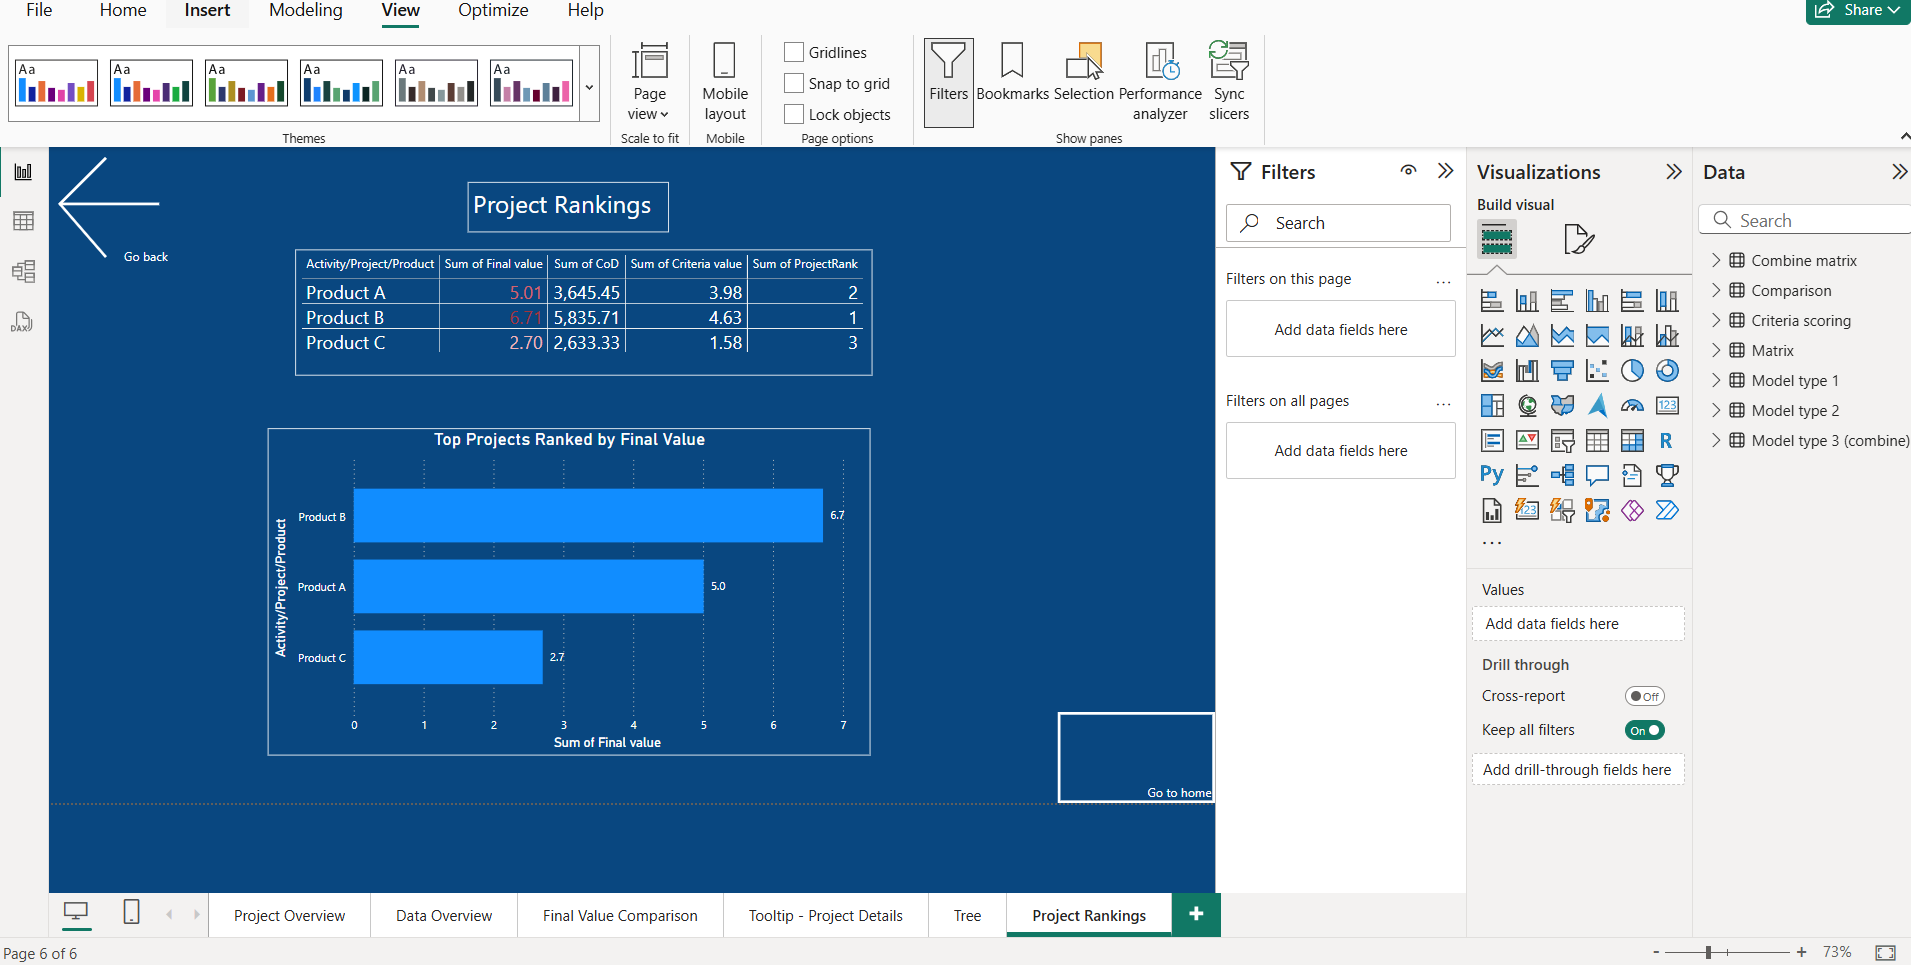 File Home Insert Modeling View Optimize Help Share
Aa Aa Aa Aa Aa Aa
Page view
Mobile layout
Gridlines
Snap to grid
Lock objects
Filters Bookmarks Selection Performance analyzer Sync slicers
Themes Scale to fit Mobile Page options Show panes
DAX
Go back
Project Rankings
Activity/Project/Product Sum of Final value Sum of CoD Sum of Criteria value Sum of ProjectRank
Product A 5.01 3,645.45 3.98 2
Product B 6.71 5,835.71 4.63 1
Product C 2.70 2,633.33 1.58 3
Top Projects Ranked by Final Value
Activity/Project/Product
Product B 6.7
Product A 5.0
Product C 2.7
0 1 2 3 4 5 6 7
Sum of Final value
Go to home
Filters
Search
Filters on this page ...
Add data fields here
Filters on all pages ...
Add data fields here
Visualizations
Build visual
123
R
Py
123
...
Values
Add data fields here
Drill through
Cross-report Off
Keep all filters On
Add drill-through fields here
Data
Search
Combine matrix
Comparison
Criteria scoring
Matrix
Model type 1
Model type 2
Model type 3 (combine)
Project Overview Data Overview Final Value Comparison Tooltip - Project Details Tree Project Rankings +
Page 6 of 6 - + 73%